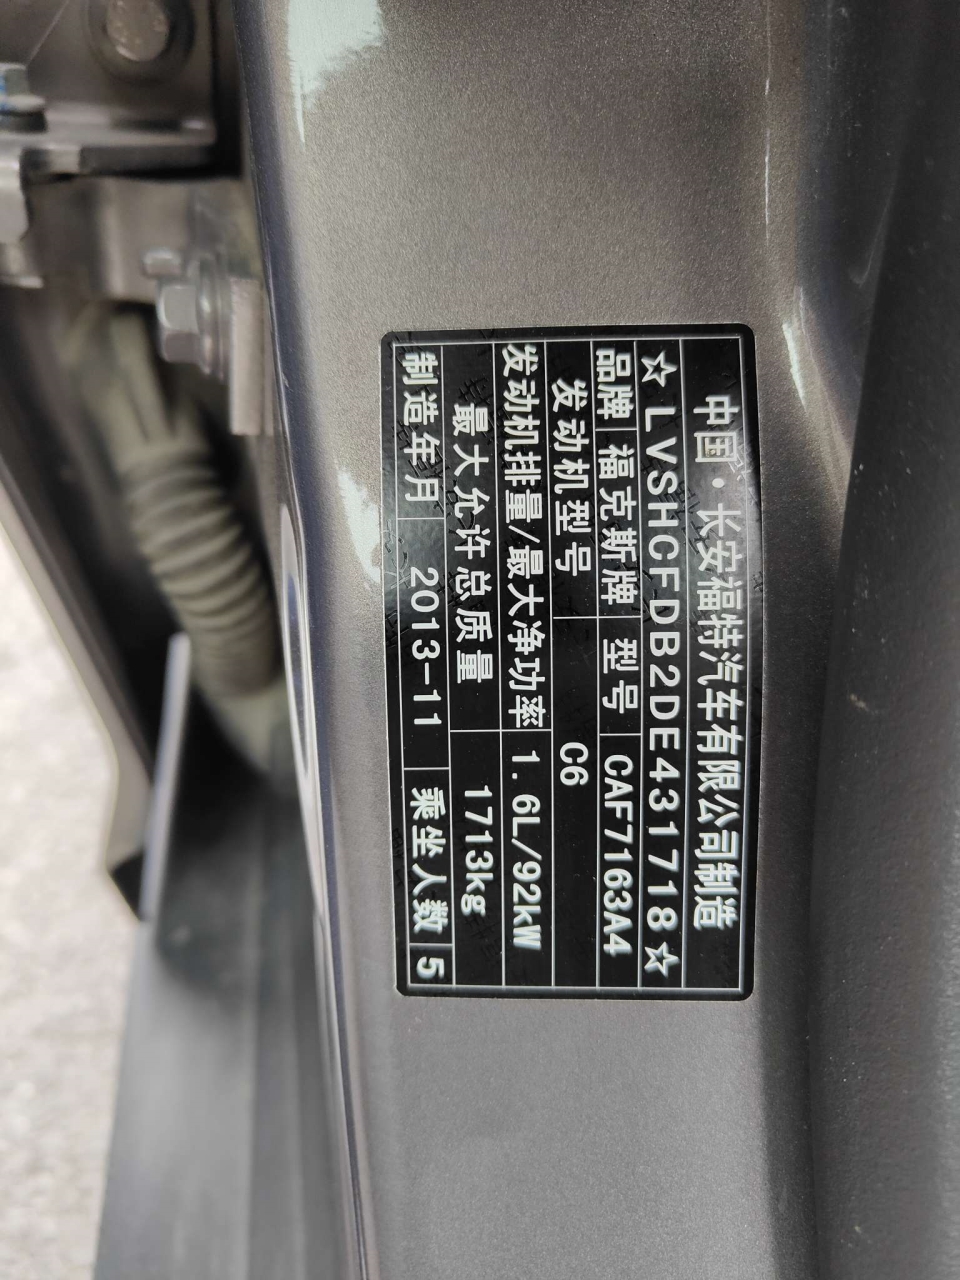 中国·长安福特汽车有限公司制造
☆LVSHCFDB2DE431718☆
品牌 福克斯牌 型号 CAF7163A4
发动机型号 C6
发动机排量/最大净功率 1.6L/92kW
最大允许总质量 1713kg
制造年月 2013-11 乘坐人数 5